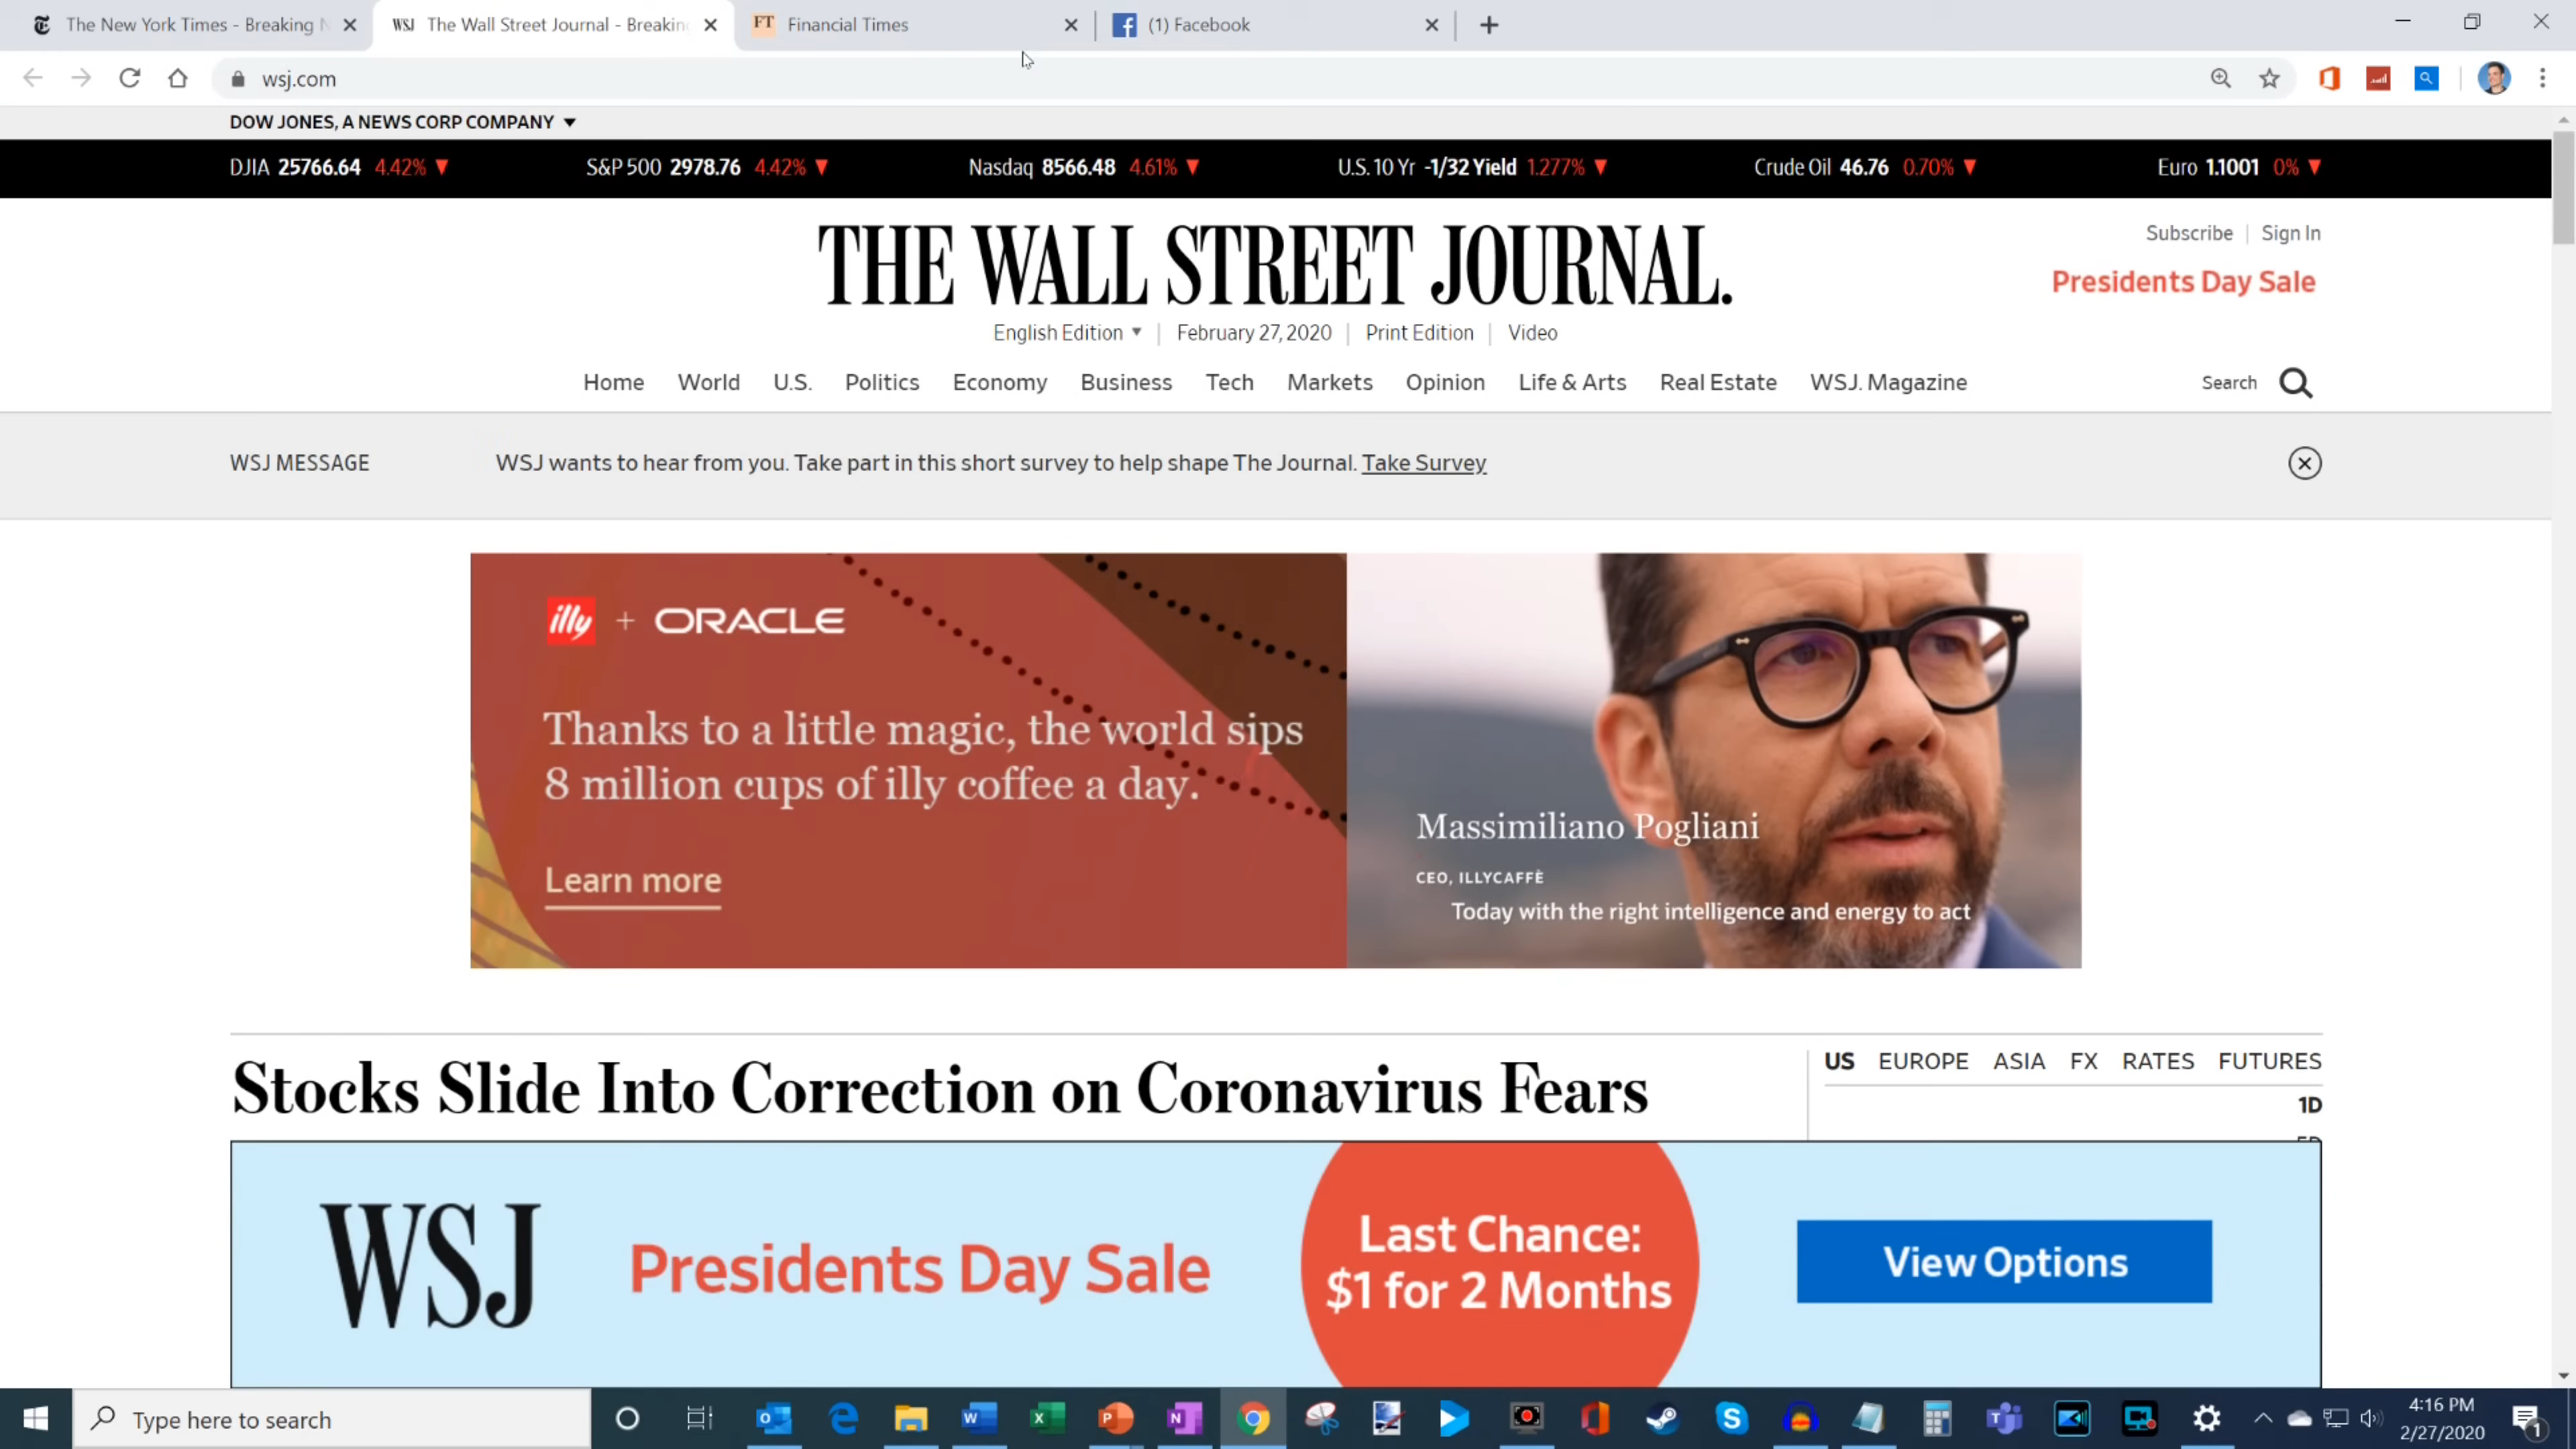 The New York Times - Breaking N
WSJ The Wall Street Journal - Breaking
FT Financial Times
(1) Facebook
wsj.com
DOW JONES, A NEWS CORP COMPANY
DJIA 25766.64 4.42% ▼
S&P 500 2978.76 4.42% ▼
Nasdaq 8566.48 4.61% ▼
U.S. 10 Yr -1/32 Yield 1.277% ▼
Crude Oil 46.76 0.70% ▼
Euro 1.1001 0% ▼
THE WALL STREET JOURNAL.
Subscribe | Sign In
Presidents Day Sale
English Edition ▼ | February 27, 2020 | Print Edition | Video
Home World U.S. Politics Economy Business Tech Markets Opinion Life & Arts Real Estate WSJ. Magazine
Search
WSJ MESSAGE
WSJ wants to hear from you. Take part in this short survey to help shape The Journal. Take Survey
illy + ORACLE
Thanks to a little magic, the world sips
8 million cups of illy coffee a day.
Learn more
Massimiliano Pogliani
CEO, ILLYCAFFÈ
Today with the right intelligence and energy to act
Stocks Slide Into Correction on Coronavirus Fears
US EUROPE ASIA FX RATES FUTURES
1D
WSJ
Presidents Day Sale
Last Chance:
$1 for 2 Months
View Options
Type here to search
4:16 PM
2/27/2020
1